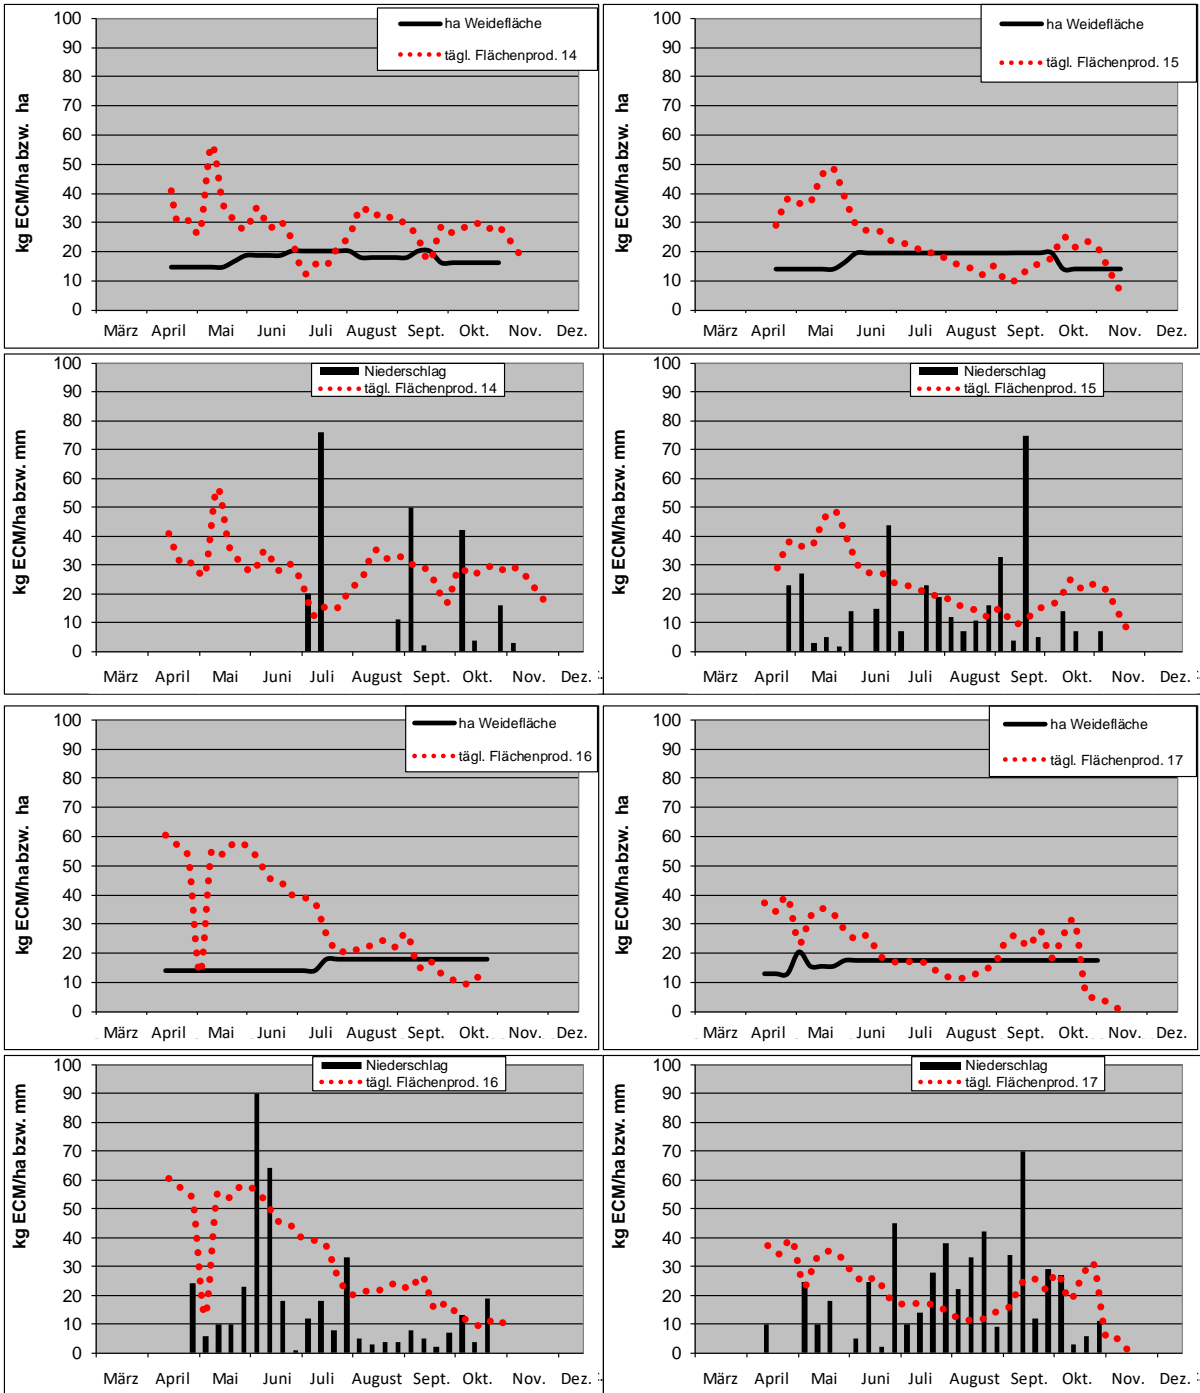 ha Weidefläche
tägl. Flächenprod. 14
kg ECM/ha bzw. ha
100
90
80
70
60
50
40
30
20
10
0
März April Mai Juni Juli August Sept. Okt. Nov. Dez.
ha Weidefläche
tägl. Flächenprod. 15
kg ECM/ha bzw. ha
100
90
80
70
60
50
40
30
20
10
0
März April Mai Juni Juli August Sept. Okt. Nov. Dez.
Niederschlag
tägl. Flächenprod. 14
kg ECM/ha bzw. mm
100
90
80
70
60
50
40
30
20
10
0
März April Mai Juni Juli August Sept. Okt. Nov. Dez.
Niederschlag
tägl. Flächenprod. 15
kg ECM/ha bzw. mm
100
90
80
70
60
50
40
30
20
10
0
März April Mai Juni Juli August Sept. Okt. Nov. Dez.
ha Weidefläche
tägl. Flächenprod. 16
kg ECM/ha bzw. ha
100
90
80
70
60
50
40
30
20
10
0
März April Mai Juni Juli August Sept. Okt. Nov. Dez.
ha Weidefläche
tägl. Flächenprod. 17
kg ECM/ha bzw. ha
100
90
80
70
60
50
40
30
20
10
0
März April Mai Juni Juli August Sept. Okt. Nov. Dez.
Niederschlag
tägl. Flächenprod. 16
kg ECM/ha bzw. mm
100
90
80
70
60
50
40
30
20
10
0
März April Mai Juni Juli August Sept. Okt. Nov. Dez.
Niederschlag
tägl. Flächenprod. 17
kg ECM/ha bzw. mm
100
90
80
70
60
50
40
30
20
10
0
März April Mai Juni Juli August Sept. Okt. Nov. Dez.